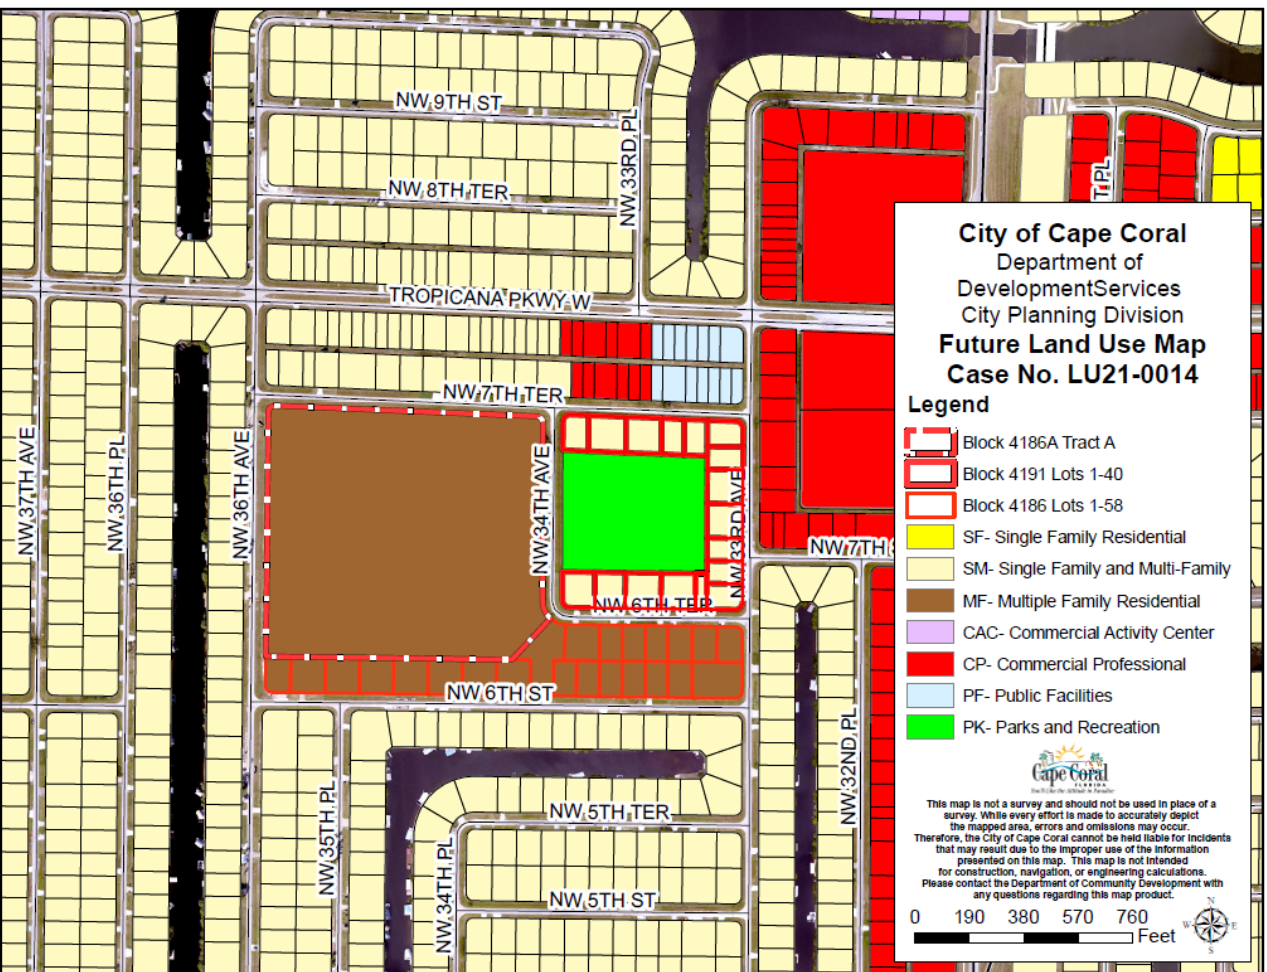 NW 9TH ST
NW 8TH TER
NW 33RD PL
T PL
TROPICANA PKWY W
NW 7TH TER
NW 37TH AVE
NW 36TH PL
NW 36TH AVE
NW 34TH AVE
NW 33RD AVE
NW 7TH S
NW 6TH TER
NW 6TH ST
NW 35TH PL
NW 34TH PL
NW 32ND PL
NW 5TH TER
NW 5TH ST
City of Cape Coral
Department of
DevelopmentServices
City Planning Division
Future Land Use Map
Case No. LU21-0014
Legend
Block 4186A Tract A
Block 4191 Lots 1-40
Block 4186 Lots 1-58
SF- Single Family Residential
SM- Single Family and Multi-Family
MF- Multiple Family Residential
CAC- Commercial Activity Center
CP- Commercial Professional
PF- Public Facilities
PK- Parks and Recreation
Cape Coral
FLORIDA
This map is not a survey and should not be used in place of a
survey. While every effort is made to accurately depict
the mapped area, errors and omissions may occur.
Therefore, the City of Cape Coral cannot be held liable for incidents
that may result due to the improper use of the information
presented on this map. This map is not intended
for construction, navigation, or engineering calculations.
Please contact the Department of Community Development with
any questions regarding this map product.
0 190 380 570 760
Feet
N
W E
S